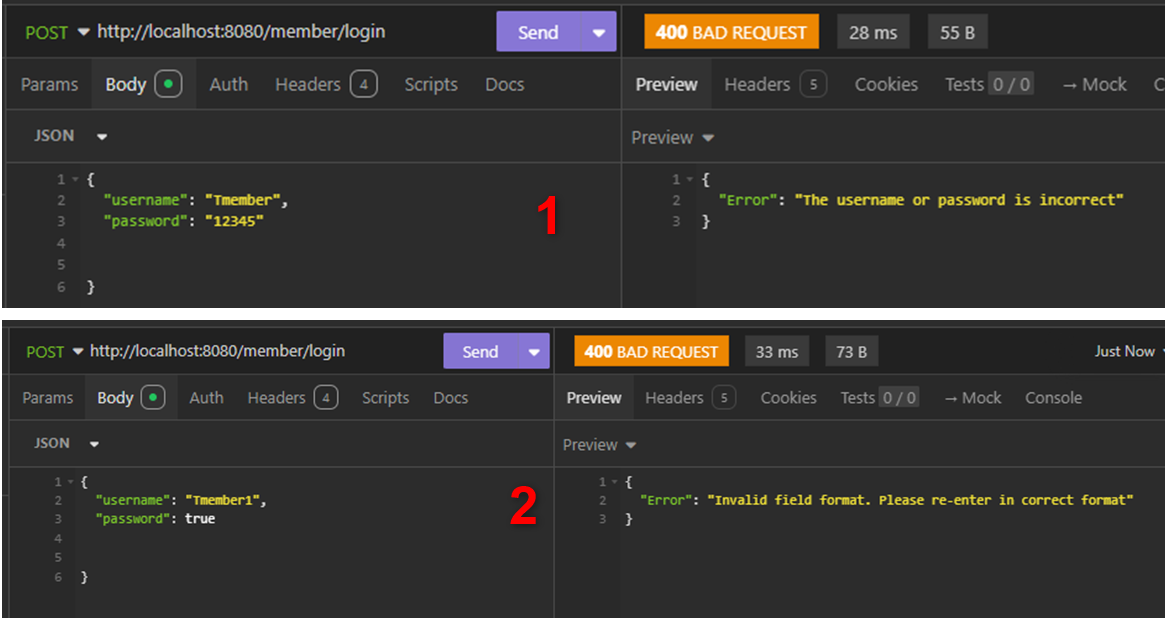 POST http://localhost:8080/member/login Send 400 BAD REQUEST 28 ms 55 B
Params Body Auth Headers 4 Scripts Docs Preview Headers 5 Cookies Tests 0 / 0 → Mock C
JSON Preview
1 { 1 {
2 "username": "Tmember", 2 "Error": "The username or password is incorrect"
3 "password": "12345" 3 }
4
5
6 }
1
POST http://localhost:8080/member/login Send 400 BAD REQUEST 33 ms 73 B Just Now
Params Body Auth Headers 4 Scripts Docs Preview Headers 5 Cookies Tests 0 / 0 → Mock Console
JSON Preview
1 { 1 {
2 "username": "Tmember1", 2 "Error": "Invalid field format. Please re-enter in correct format"
3 "password": true 3 }
4
5
6 }
2